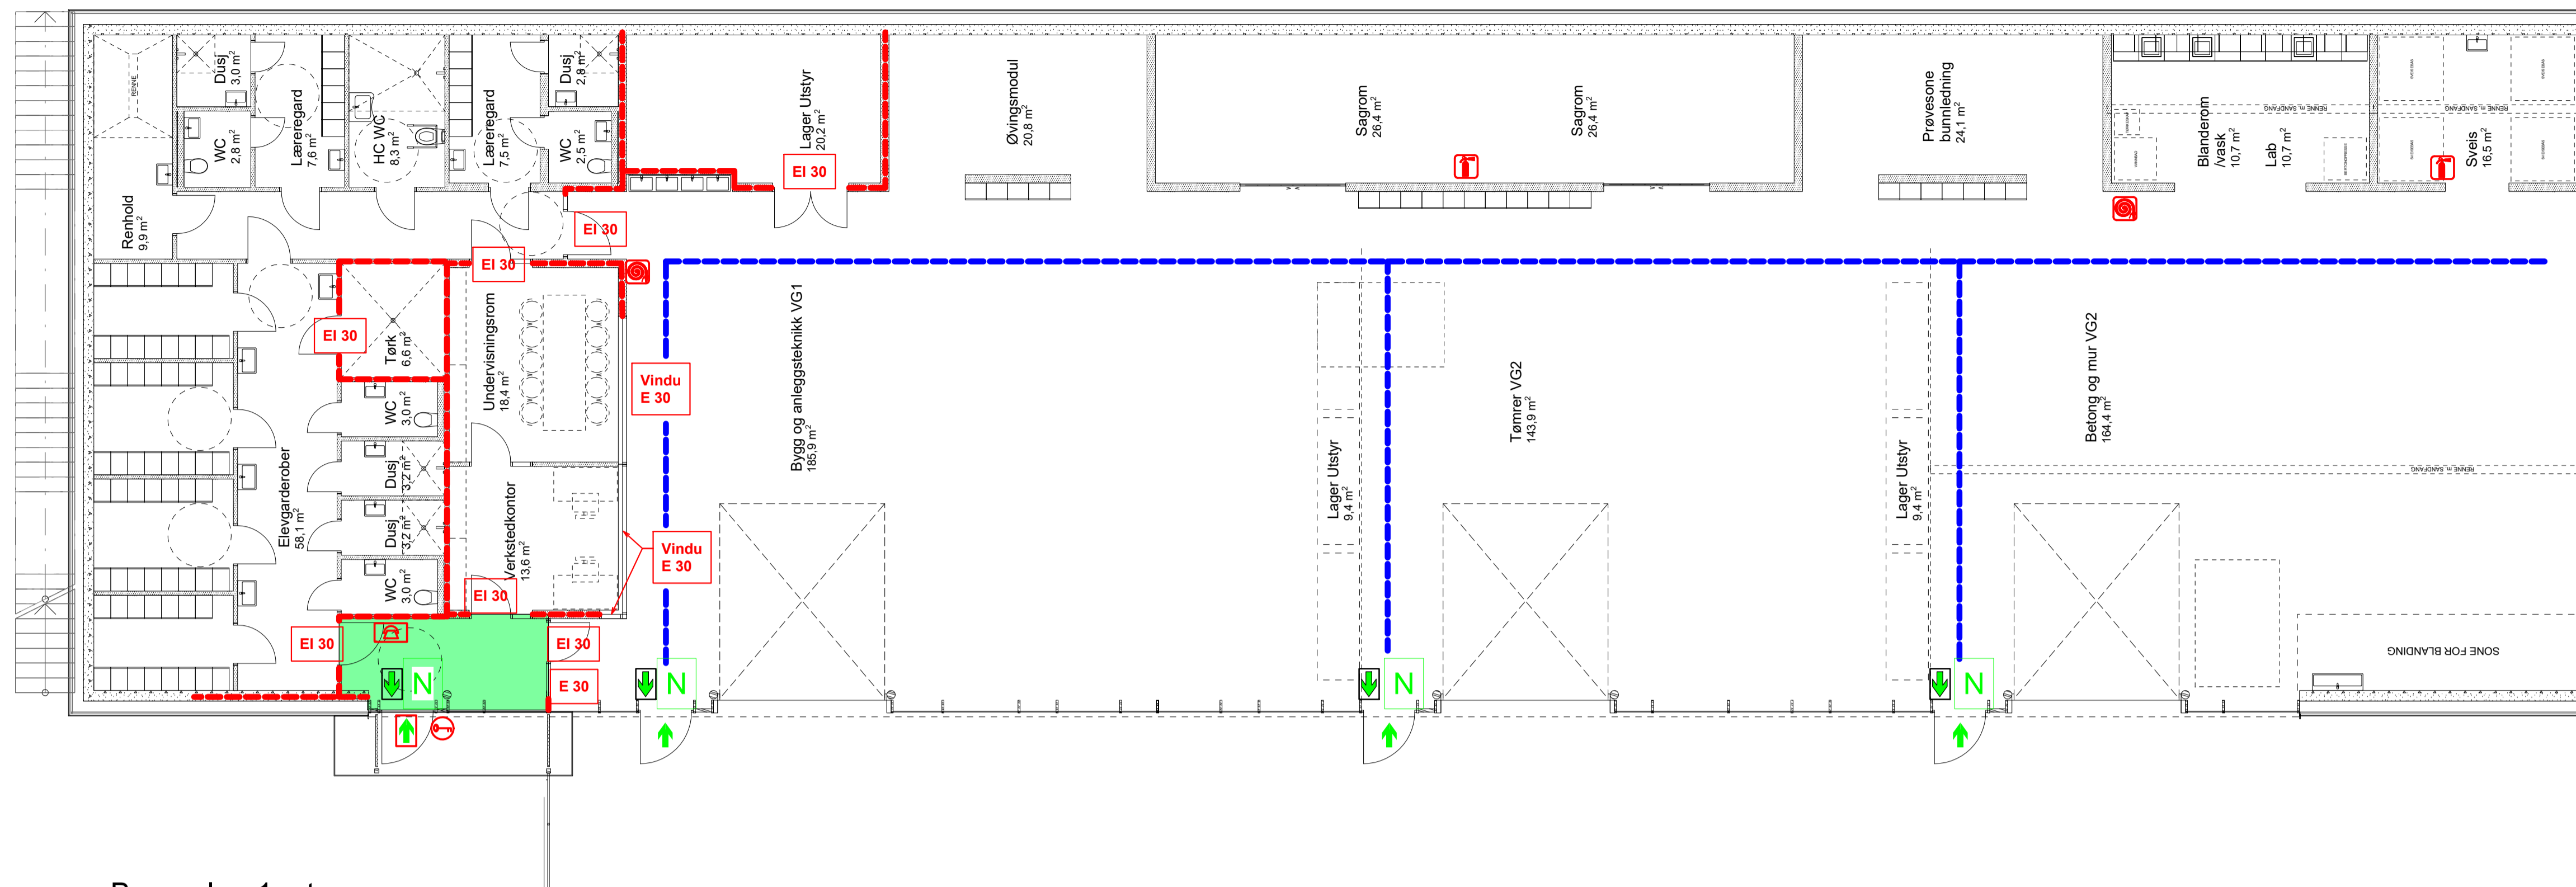 RENNE
Dusj
3,0 m²
WC
2,8 m²
Læreregard
7,6 m²
HC WC
8,3 m²
Læreregard
7,5 m²
Dusj
2,8 m²
WC
2,5 m²
Lager Utstyr
20,2 m²
EI 30
Øvingsmodul
20,8 m²
Sagrom
26,4 m²
Sagrom
26,4 m²
Prøvesone
bunnledning
24,1 m²
RENNE m. SANDFANG
Blanderom
/vask
10,7 m²
Lab
10,7 m²
RENNE m. SANDFANG
Sveis
16,5 m²
Renhold
9,9 m²
EI 30
EI 30
EI 30
Tørk
6,6 m²
Undervisningsrom
18,4 m²
Vindu
E 30
Bygg og anleggsteknikk VG1
185,9 m²
Tømrer VG2
143,9 m²
Betong og mur VG2
164,4 m²
WC
3,0 m²
Elevgarderober
58,1 m²
Dusj
3,2 m²
Dusj
3,2 m²
WC
3,0 m²
Verkstedkontor
13,6 m²
Vindu
E 30
Lager Utstyr
9,4 m²
Lager Utstyr
9,4 m²
RENNE m. SANDFANG
EI 30
EI 30
EI 30
E 30
N
N
N
N
SONE FOR BLANDING